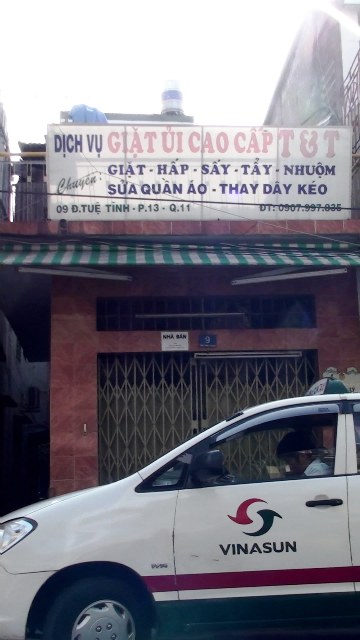 DỊCH VỤ GIẶT ỦI CAO CẤP T & T
Chuyên: GIẶT - HẤP - SẤY - TẨY - NHUỘM
SỬA QUẦN ÁO - THAY DÂY KÉO
09 Đ.TUỆ TĨNH - P.13 - Q.11 ĐT: 0907.997.835
NHÀ BÁN
9
VINASUN